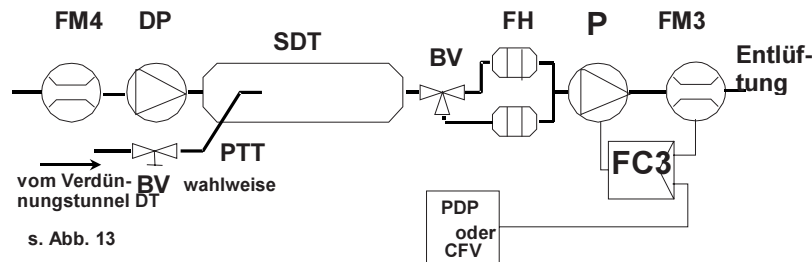 FM4 DP SDT BV FH P FM3
Entlüf-
tung
PTT
FC3
vom Verdün-
nungstunnel DT
BV wahlweise
s. Abb. 13
PDP
oder
CFV